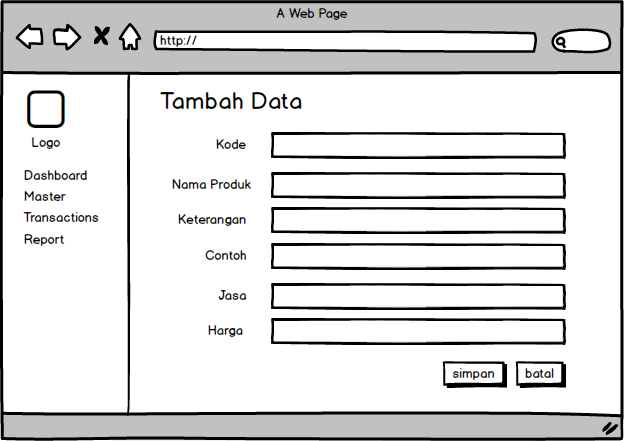 A Web Page
http://
Logo
Dashboard
Master
Transactions
Report
Tambah Data
Kode
Nama Produk
Keterangan
Contoh
Jasa
Harga
simpan
batal